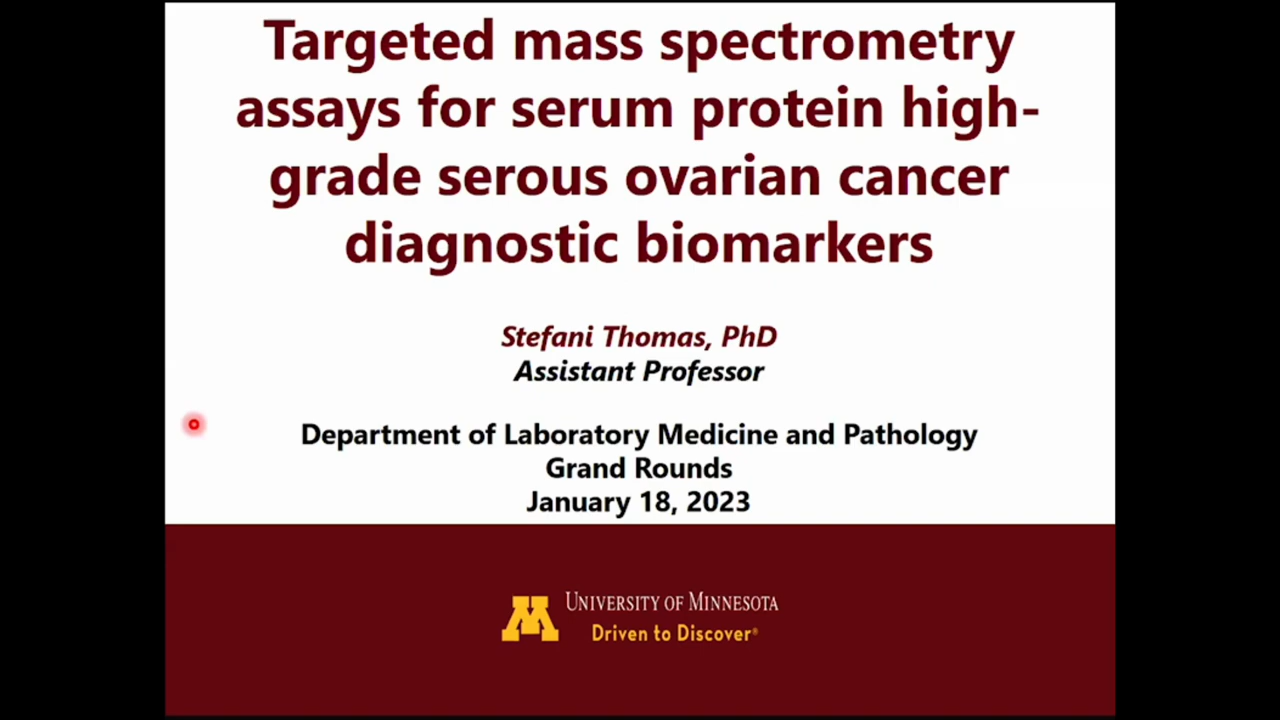 Targeted mass spectrometry
assays for serum protein high-
grade serous ovarian cancer
diagnostic biomarkers
Stefani Thomas, PhD
Assistant Professor
Department of Laboratory Medicine and Pathology
Grand Rounds
January 18, 2023
M
UNIVERSITY OF MINNESOTA
Driven to Discover®